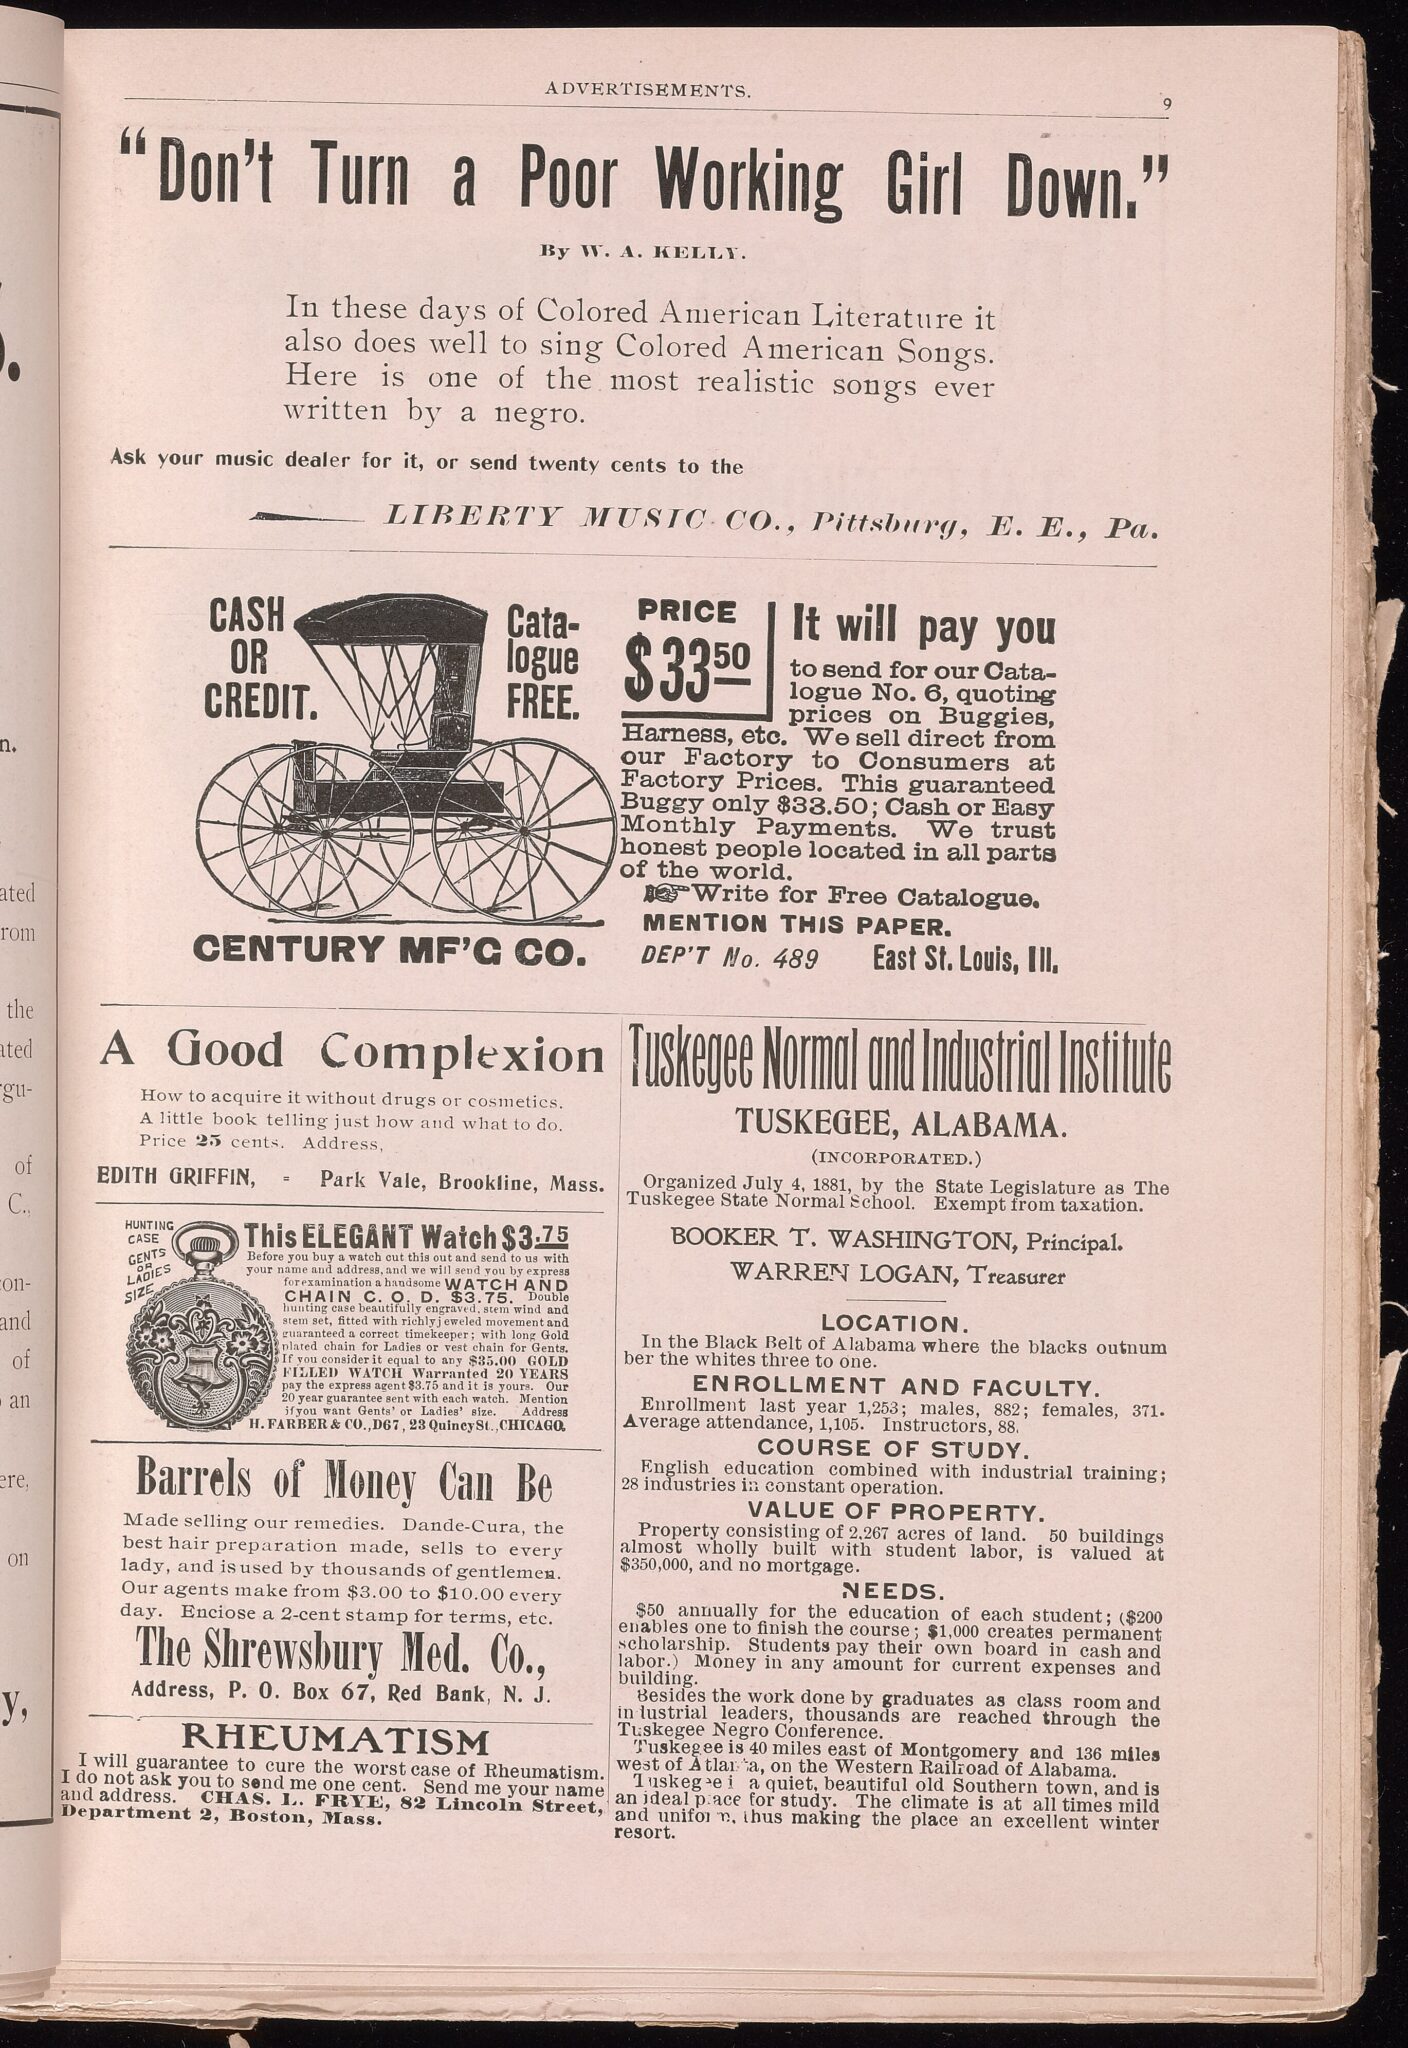 ADVERTISEMENTS.
9
"Don't Turn a Poor Working Girl Down."
By W. A. KELLY.
In these days of Colored American Literature it
also does well to sing Colored American Songs.
Here is one of the most realistic songs ever
written by a negro.
Ask your music dealer for it, or send twenty cents to the
LIBERTY MUSIC CO., Pittsburg, E. E., Pa.
CASH
OR
CREDIT.
Cata-
logue
FREE.
PRICE
$33 50
It will pay you
to send for our Cata-
logue No. 6, quoting
prices on Buggies,
Harness, etc. We sell direct from
our Factory to Consumers at
Factory Prices. This guaranteed
Buggy only $33.50; Cash or Easy
Monthly Payments. We trust
honest people located in all parts
of the world.
Write for Free Catalogue.
MENTION THIS PAPER.
CENTURY MF'G CO.
DEP'T No. 489 East St. Louis, Ill.
A Good Complexion
How to acquire it without drugs or cosmetics.
A little book telling just how and what to do.
Price 25 cents. Address,
EDITH GRIFFIN, = Park Vale, Brookline, Mass.
HUNTING
CASE
GENTS
OR
LADIES
SIZE
This ELEGANT Watch $3.75
Before you buy a watch cut this out and send to us with
your name and address, and we will send you by express
for examination a handsome WATCH AND
CHAIN C. O. D. $3.75. Double
hunting case beautifully engraved, stem wind and
stem set, fitted with richly jeweled movement and
guaranteed a correct timekeeper; with long Gold
plated chain for Ladies or vest chain for Gents.
If you consider it equal to any $35.00 GOLD
FILLED WATCH Warranted 20 YEARS
pay the express agent $3.75 and it is yours. Our
20 year guarantee sent with each watch. Mention
if you want Gents' or Ladies' size. Address
H. FARBER & CO., D67, 23 Quincy St., CHICAGO.
Barrels of Money Can Be
Made selling our remedies. Dande-Cura, the
best hair preparation made, sells to every
lady, and is used by thousands of gentlemen.
Our agents make from $3.00 to $10.00 every
day. Enciose a 2-cent stamp for terms, etc.
The Shrewsbury Med. Co.,
Address, P. O. Box 67, Red Bank, N. J.
RHEUMATISM
I will guarantee to cure the worst case of Rheumatism.
I do not ask you to send me one cent. Send me your name
and address. CHAS. L. FRYE, 82 Lincoln Street,
Department 2, Boston, Mass.
Tuskegee Normal and Industrial Institute
TUSKEGEE, ALABAMA.
(INCORPORATED.)
Organized July 4, 1881, by the State Legislature as The
Tuskegee State Normal School. Exempt from taxation.
BOOKER T. WASHINGTON, Principal.
WARREN LOGAN, Treasurer
LOCATION.
In the Black Belt of Alabama where the blacks outnum
ber the whites three to one.
ENROLLMENT AND FACULTY.
Enrollment last year 1,253; males, 882; females, 371.
Average attendance, 1,105. Instructors, 88.
COURSE OF STUDY.
English education combined with industrial training;
28 industries in constant operation.
VALUE OF PROPERTY.
Property consisting of 2,267 acres of land. 50 buildings
almost wholly built with student labor, is valued at
$350,000, and no mortgage.
NEEDS.
$50 annually for the education of each student; ($200
enables one to finish the course; $1,000 creates permanent
scholarship. Students pay their own board in cash and
labor.) Money in any amount for current expenses and
building.
Besides the work done by graduates as class room and
industrial leaders, thousands are reached through the
Tuskegee Negro Conference.
Tuskegee is 40 miles east of Montgomery and 136 miles
west of Atlanta, on the Western Railroad of Alabama.
Tuskegee is a quiet, beautiful old Southern town, and is
an ideal place for study. The climate is at all times mild
and uniform, thus making the place an excellent winter
resort.